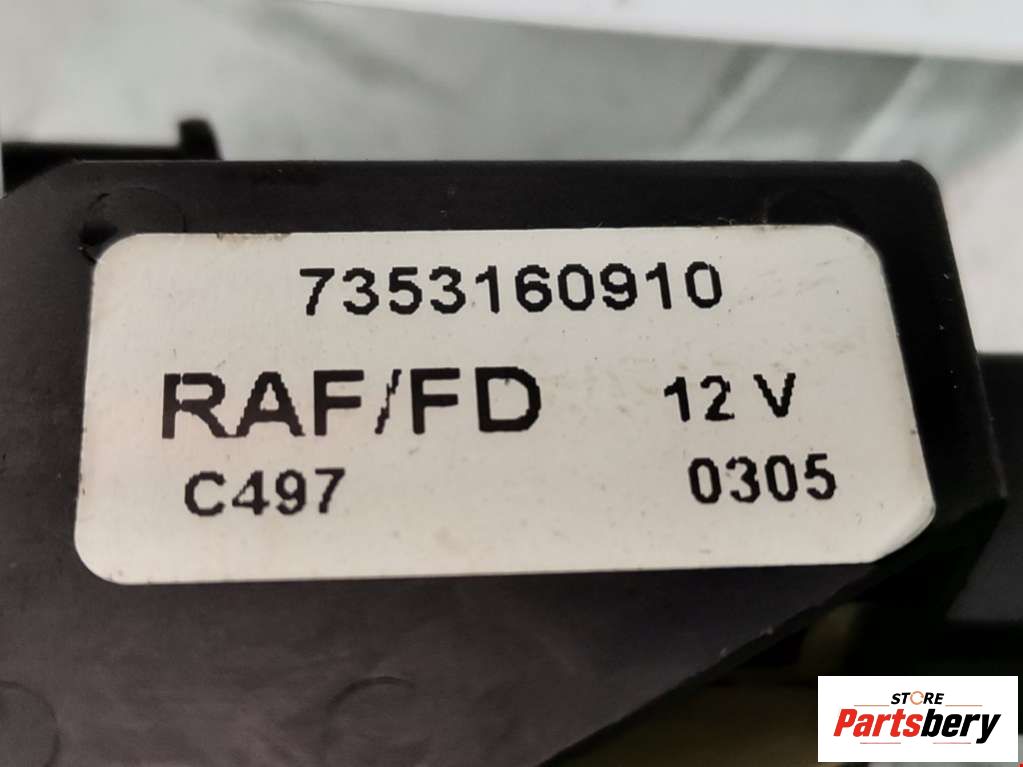 7353160910
RAF/FD 12 V
C497 0305
STORE
Partsbery